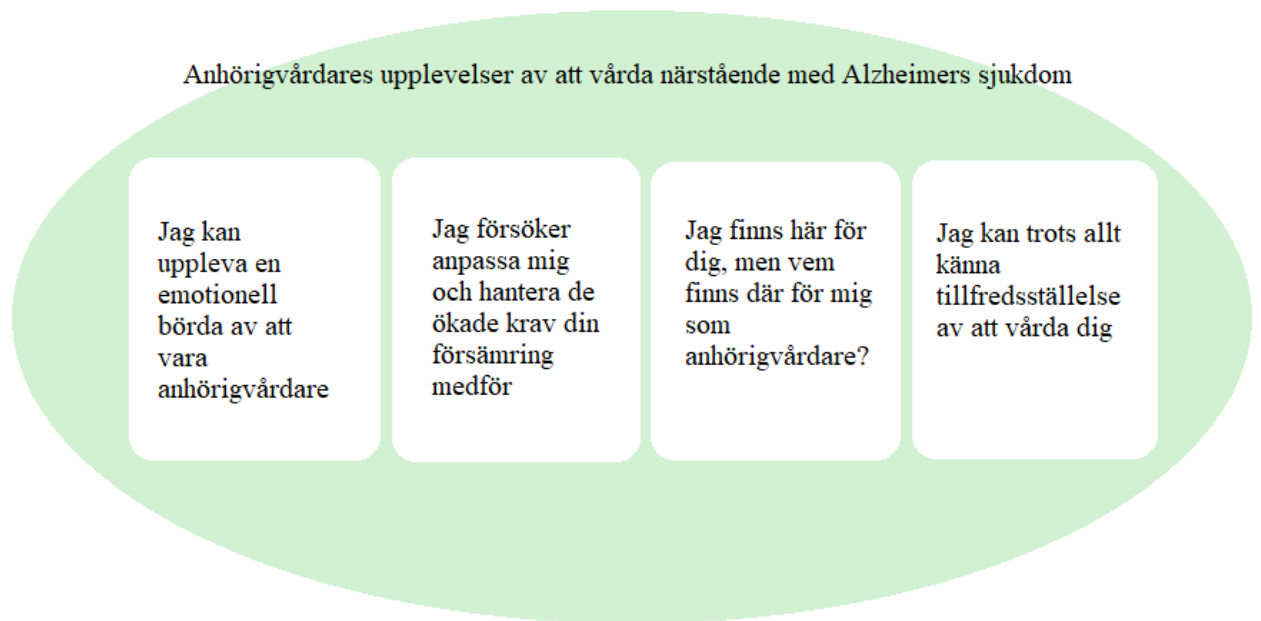 Anhörigvårdares upplevelser av att vårda närstående med Alzheimers sjukdom
Jag kan
uppleva en
emotionell
börda av att
vara
anhörigvårdare
Jag försöker
anpassa mig
och hantera de
ökade krav din
försämring
medför
Jag finns här för
dig, men vem
finns där för mig
som
anhörigvårdare?
Jag kan trots allt
känna
tillfredsställelse
av att vårda dig